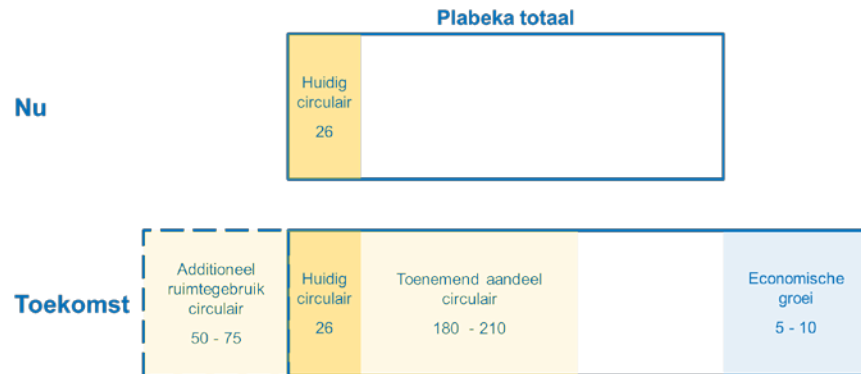 Plabeka totaal
Nu
Huidig
circulair
26
Toekomst
Additioneel
ruimtegebruik
circulair
50 - 75
Huidig
circulair
26
Toenemend aandeel
circulair
180 - 210
Economische
groei
5 - 10